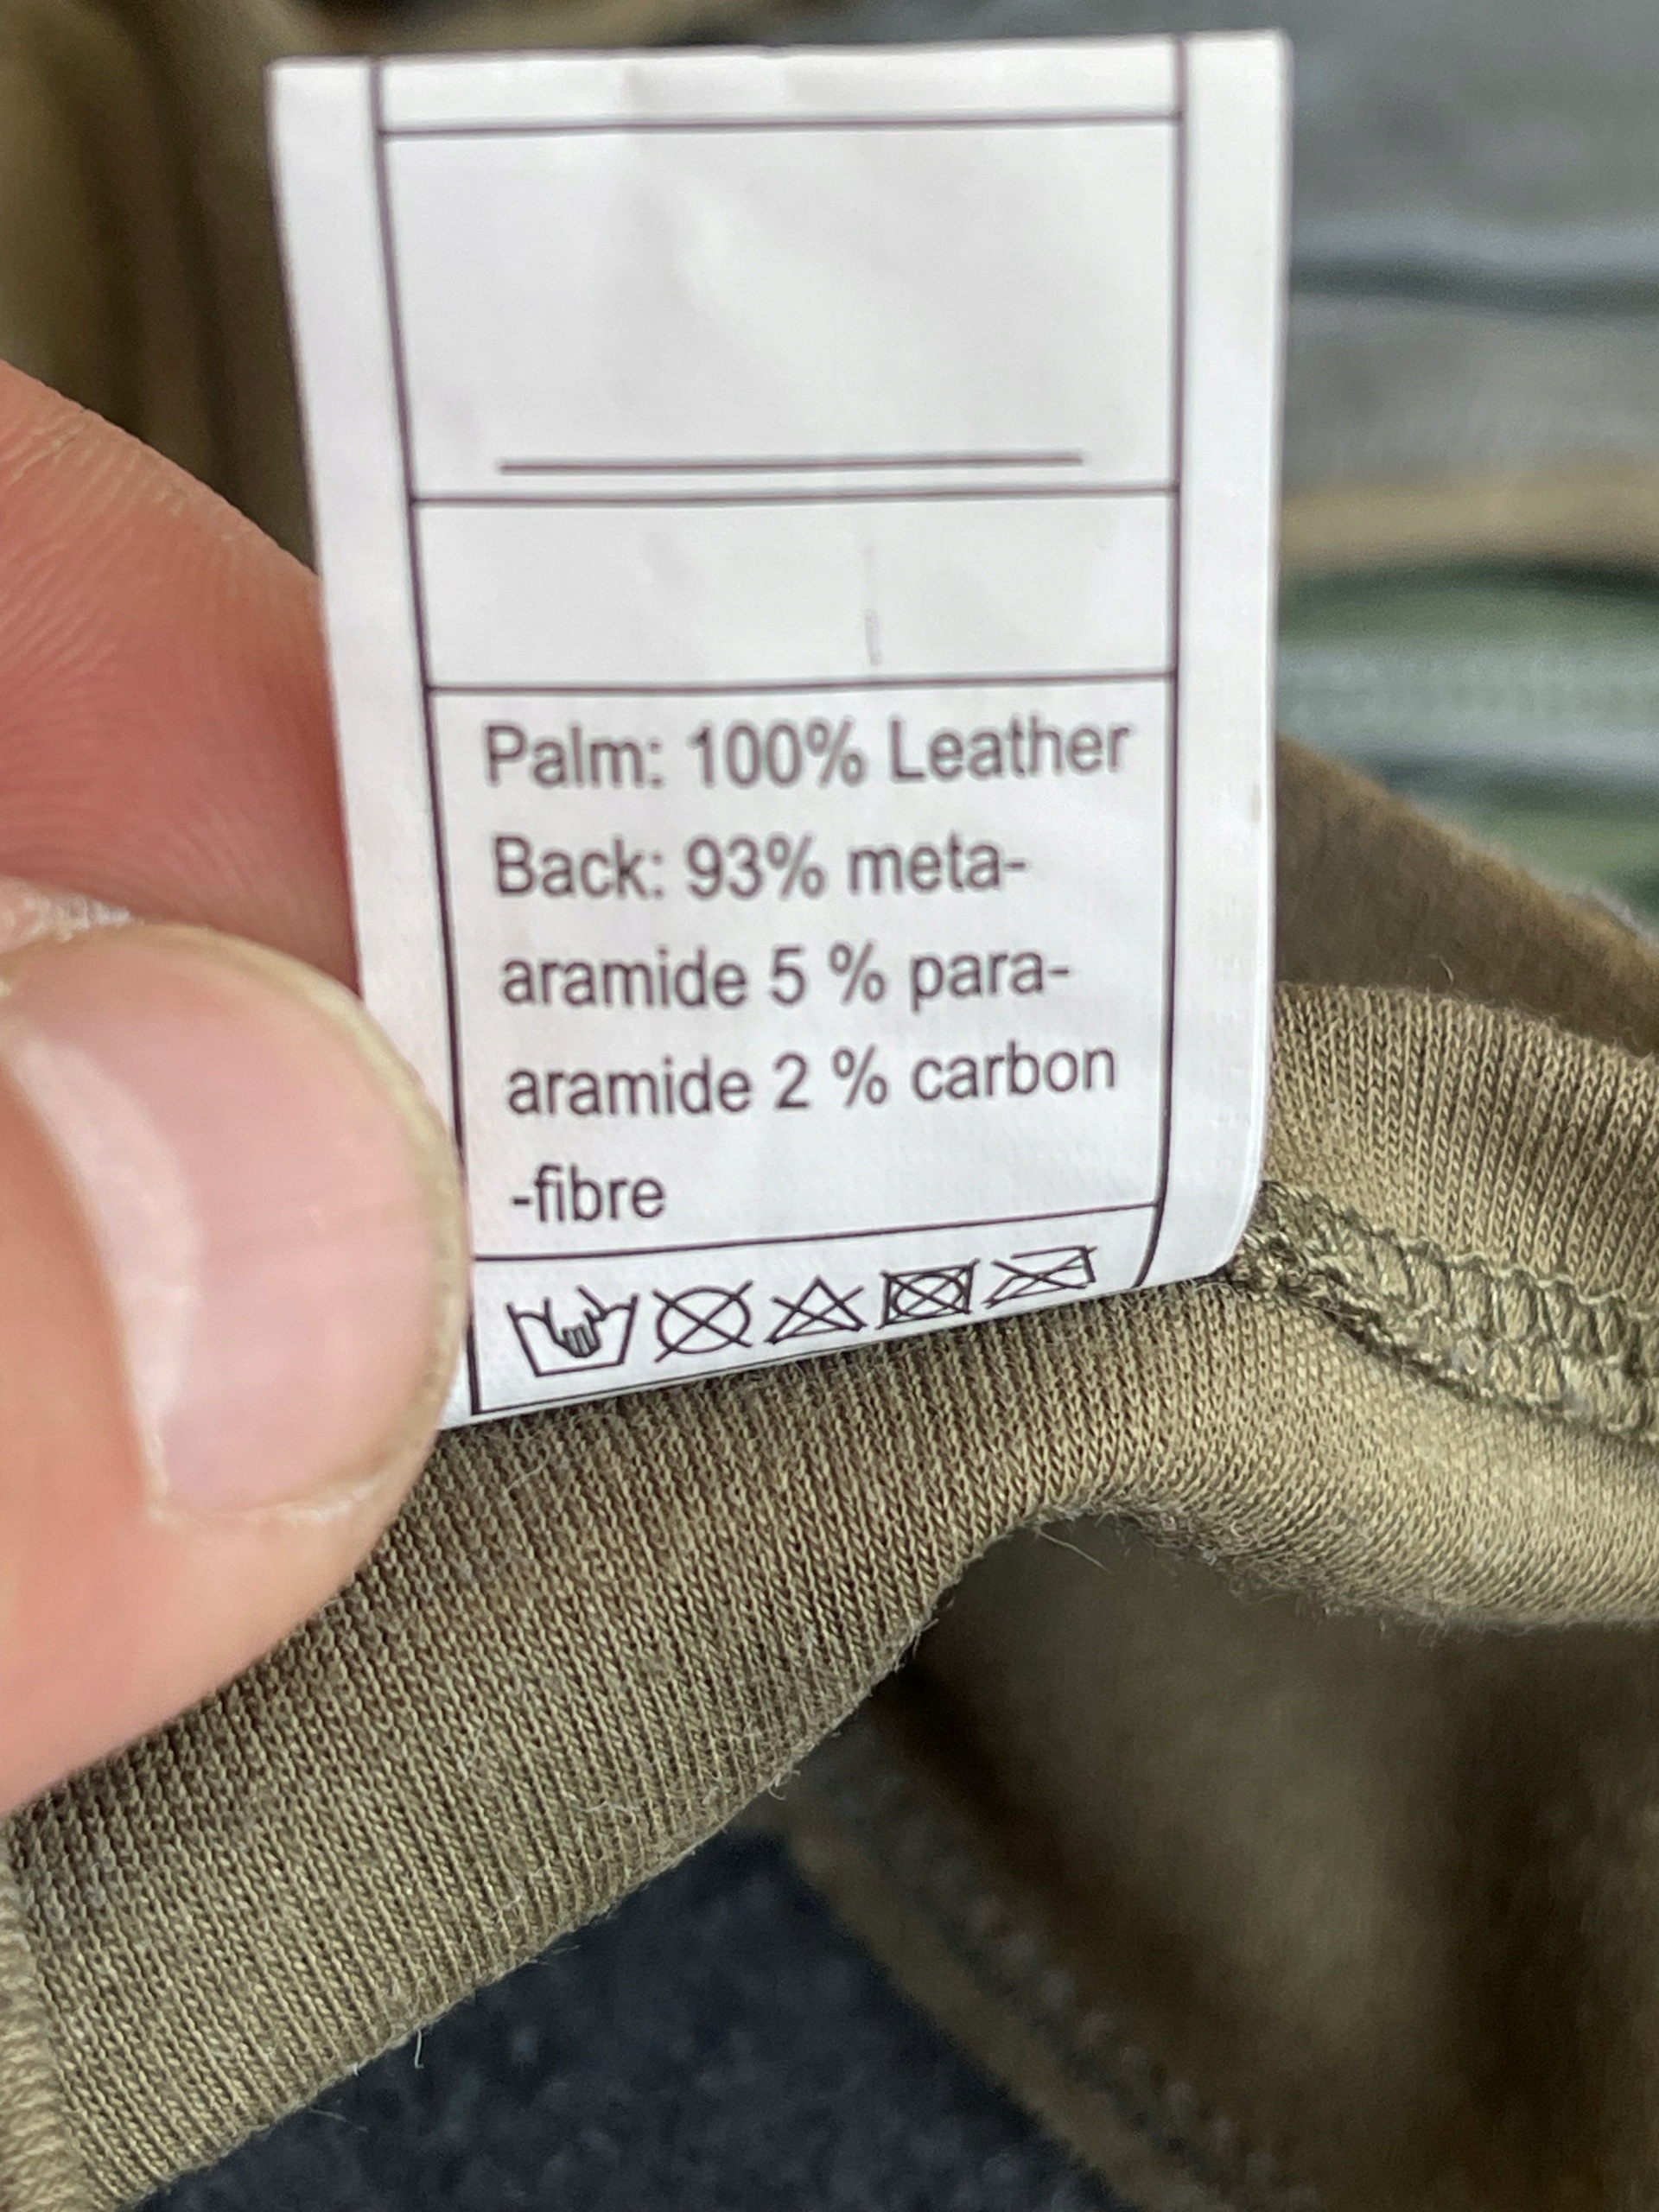 Palm: 100% Leather
Back: 93% meta-
aramide 5 % para-
aramide 2 % carbon
-fibre